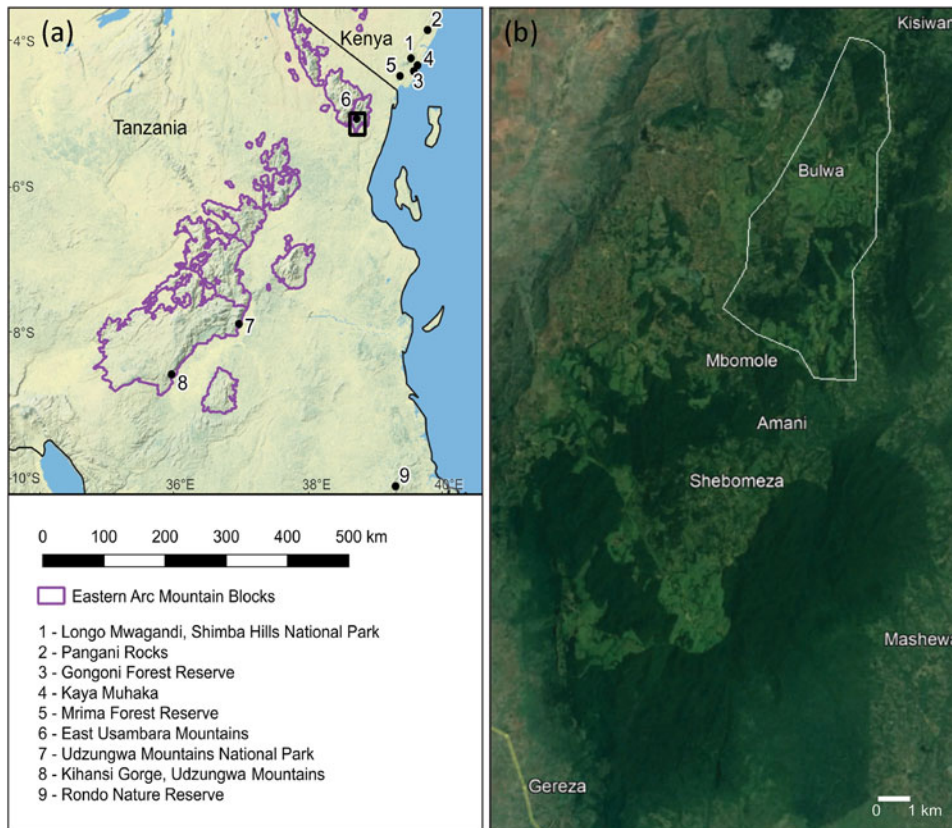 (a)
Kenya
2
-4°S
1
4
5
3
6
Tanzania
-6°S
-8°S
7
8
9
-10°S
36°E
38°E
40°E
0 100 200 300 400 500 km
Eastern Arc Mountain Blocks
1 - Longo Mwagandi, Shimba Hills National Park
2 - Pangani Rocks
3 - Gongoni Forest Reserve
4 - Kaya Muhaka
5 - Mrima Forest Reserve
6 - East Usambara Mountains
7 - Udzungwa Mountains National Park
8 - Kihansi Gorge, Udzungwa Mountains
9 - Rondo Nature Reserve
(b)
Kisiwan
Bulwa
Mbomole
Amani
Shebomeza
Mashewa
Gereza
0 1 km